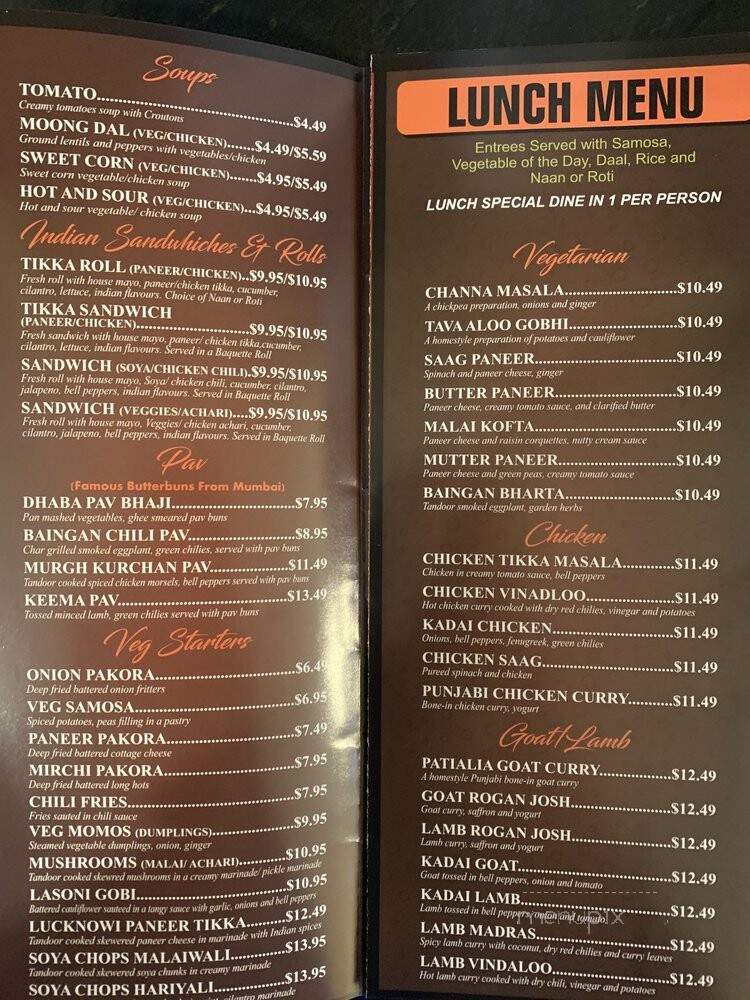 Soups
TOMATO..........$4.49
Creamy tomatoes soup with Croutons
MOONG DAL (VEG/CHICKEN).......$4.49/$5.59
Ground lentils and peppers with vegetables/chicken
SWEET CORN (VEG/CHICKEN).......$4.95/$5.49
Sweet corn vegetable/chicken soup
HOT AND SOUR (VEG/CHICKEN)...$4.95/$5.49
Hot and sour vegetable/ chicken soup
Indian Sandwhiches & Rolls
TIKKA ROLL (PANEER/CHICKEN)..$9.95/$10.95
Fresh roll with house mayo, paneer/chicken tikka, cucumber,
cilantro, lettuce, indian flavours. Choice of Naan or Roti
TIKKA SANDWICH
(PANEER/CHICKEN)..........$9.95/$10.95
Fresh sandwich with house mayo, paneer/ chicken tikka,cucumber,
cilantro, lettuce, indian flavours. Served in a Baquette Roll
SANDWICH (SOYA/CHICKEN CHILI).$9.95/$10.95
Fresh roll with house mayo, Soya/ chicken chili, cucumber, cilantro,
jalapeno, bell peppers, indian flavours. Served in Baquette Roll
SANDWICH (VEGGIES/ACHARI)....$9.95/$10.95
Fresh roll with house mayo, Veggies/ chicken achari, cucumber,
cilantro, jalapeno, bell peppers, indian flavours. Served in Baquette Roll
Pav
(Famous Butterbuns From Mumbai)
DHABA PAV BHAJI..........$7.95
Pan mashed vegetables, ghee smeared pav buns
BAINGAN CHILI PAV..........$8.95
Char grilled smoked eggplant, green chilies, served with pav buns
MURGH KURCHAN PAV..........$11.49
Tandoor cooked spiced chicken morsels, bell peppers served with pav buns
KEEMA PAV..........$13.49
Tossed minced lamb, green chilies served with pav buns
Veg Starters
ONION PAKORA..........$6.49
Deep fried battered onion fritters
VEG SAMOSA..........$6.95
Spiced potatoes, peas filling in a pastry
PANEER PAKORA..........$7.49
Deep fried battered cottage cheese
MIRCHI PAKORA..........$7.95
Deep fried battered long hots
CHILI FRIES..........$7.95
Fries sauted in chili sauce
VEG MOMOS (DUMPLINGS)..........$9.95
Steamed vegetable dumplings, onion, ginger
MUSHROOMS (MALAI/ ACHARI)..........$10.95
Tandoor cooked skewred mushrooms in a creamy marinade/ pickle marinade
LASONI GOBI..........$10.95
Battered cauliflower sauteed in a tangy sauce with garlic, onions and bell peppers
LUCKNOWI PANEER TIKKA..........$12.49
Tandoor cooked skewered paneer cheese in marinade with Indian spices
SOYA CHOPS MALAIWALI..........$13.95
Tandoor cooked skewered soya chunks in creamy marinade
SOYA CHOPS HARIYALI..........$13.95
cilantro marinade
LUNCH MENU
Entrees Served with Samosa,
Vegetable of the Day, Daal, Rice and
Naan or Roti
LUNCH SPECIAL DINE IN 1 PER PERSON
Vegetarian
CHANNA MASALA..........$10.49
A chickpea preparation, onions and ginger
TAVA ALOO GOBHI..........$10.49
A homestyle preparation of potatoes and cauliflower
SAAG PANEER..........$10.49
Spinach and paneer cheese, ginger
BUTTER PANEER..........$10.49
Paneer cheese, creamy tomato sauce, and clarified butter
MALAI KOFTA..........$10.49
Paneer cheese and raisin corquettes, nutty cream sauce
MUTTER PANEER..........$10.49
Paneer cheese and green peas, creamy tomato sauce
BAINGAN BHARTA..........$10.49
Tandoor smoked eggplant, garden herbs
Chicken
CHICKEN TIKKA MASALA..........$11.49
Chicken in creamy tomato sauce, bell peppers
CHICKEN VINADLOO..........$11.49
Hot chicken curry cooked with dry red chilies, vinegar and potatoes
KADAI CHICKEN..........$11.49
Onions, bell peppers, fenugreek, green chilies
CHICKEN SAAG..........$11.49
Pureed spinach and chicken
PUNJABI CHICKEN CURRY..........$11.49
Bone-in chicken curry, yogurt
Goat/Lamb
PATIALIA GOAT CURRY..........$12.49
A homestyle Punjabi bone-in goat curry
GOAT ROGAN JOSH..........$12.49
Goat curry, saffron and yogurt
LAMB ROGAN JOSH..........$12.49
Lamb curry, saffron and yogurt
KADAI GOAT..........$12.49
Goat tossed in bell peppers, onion and tomato
KADAI LAMB..........$12.49
Lamb tossed in bell peppers, onion and tomato
menupix
LAMB MADRAS..........$12.49
Spicy lamb curry with coconut, dry red chilies and curry leaves
LAMB VINDALOO..........$12.49
Hot lamb curry cooked with dry chili, vinegar and potatoes